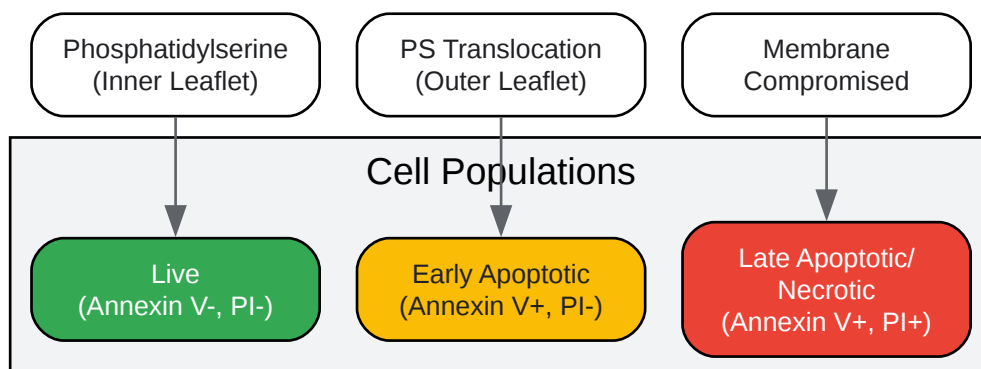 Phosphatidylserine
(Inner Leaflet)
PS Translocation
(Outer Leaflet)
Membrane
Compromised
Cell Populations
Live
(Annexin V-, PI-)
Early Apoptotic
(Annexin V+, PI-)
Late Apoptotic/
Necrotic
(Annexin V+, PI+)